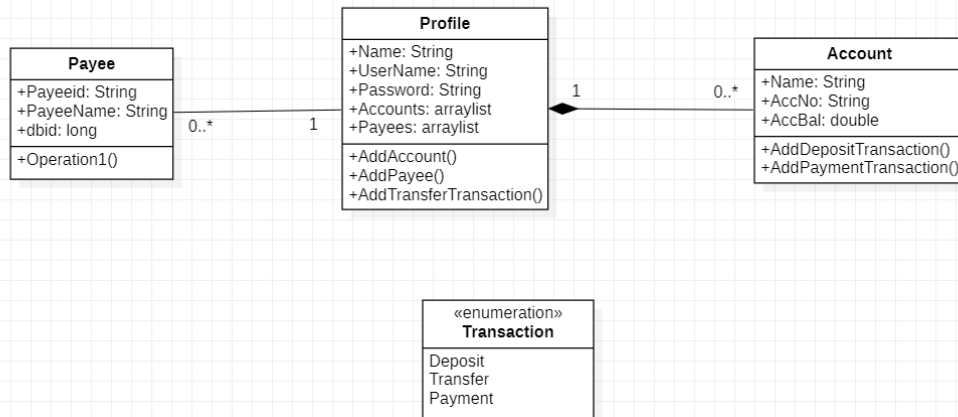 Payee
+Payeeid: String
+PayeeName: String
+dbid: long
+Operation1()
0..*
1
Profile
+Name: String
+UserName: String
+Password: String
+Accounts: arraylist
+Payees: arraylist
+AddAccount()
+AddPayee()
+AddTransferTransaction()
1
0..*
Account
+Name: String
+AccNo: String
+AccBal: double
+AddDepositTransaction()
+AddPaymentTransaction()
«enumeration»
Transaction
Deposit
Transfer
Payment